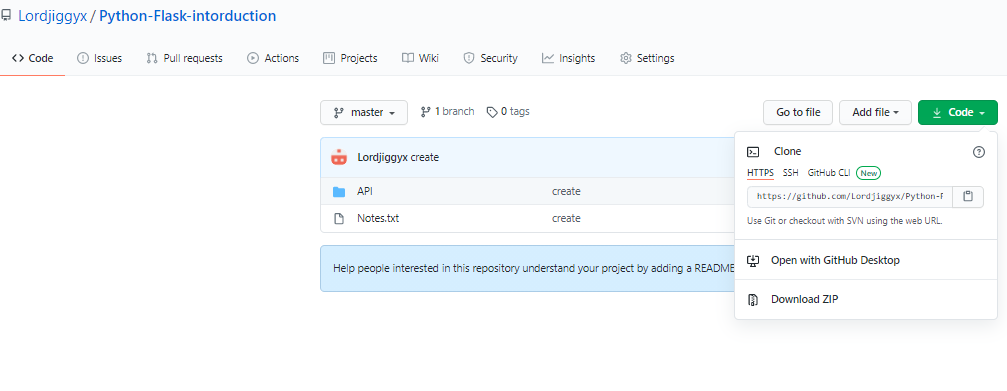 Lordjiggyx / Python-Flask-intorduction
Code Issues Pull requests Actions Projects Wiki Security Insights Settings
master 1 branch 0 tags Go to file Add file Code
Lordjiggyx create
API create
Notes.txt create
Help people interested in this repository understand your project by adding a README
Clone
HTTPS SSH GitHub CLI New
https://github.com/Lordjiggyx/Python-F
Use Git or checkout with SVN using the web URL.
Open with GitHub Desktop
Download ZIP